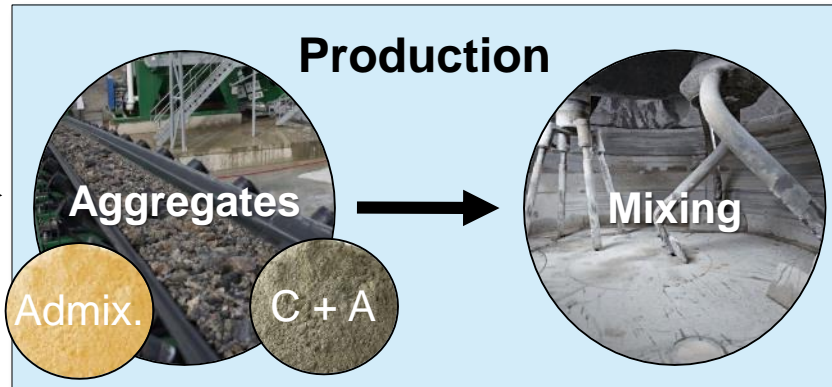 Production
Aggregates
Mixing
Admix.
C + A